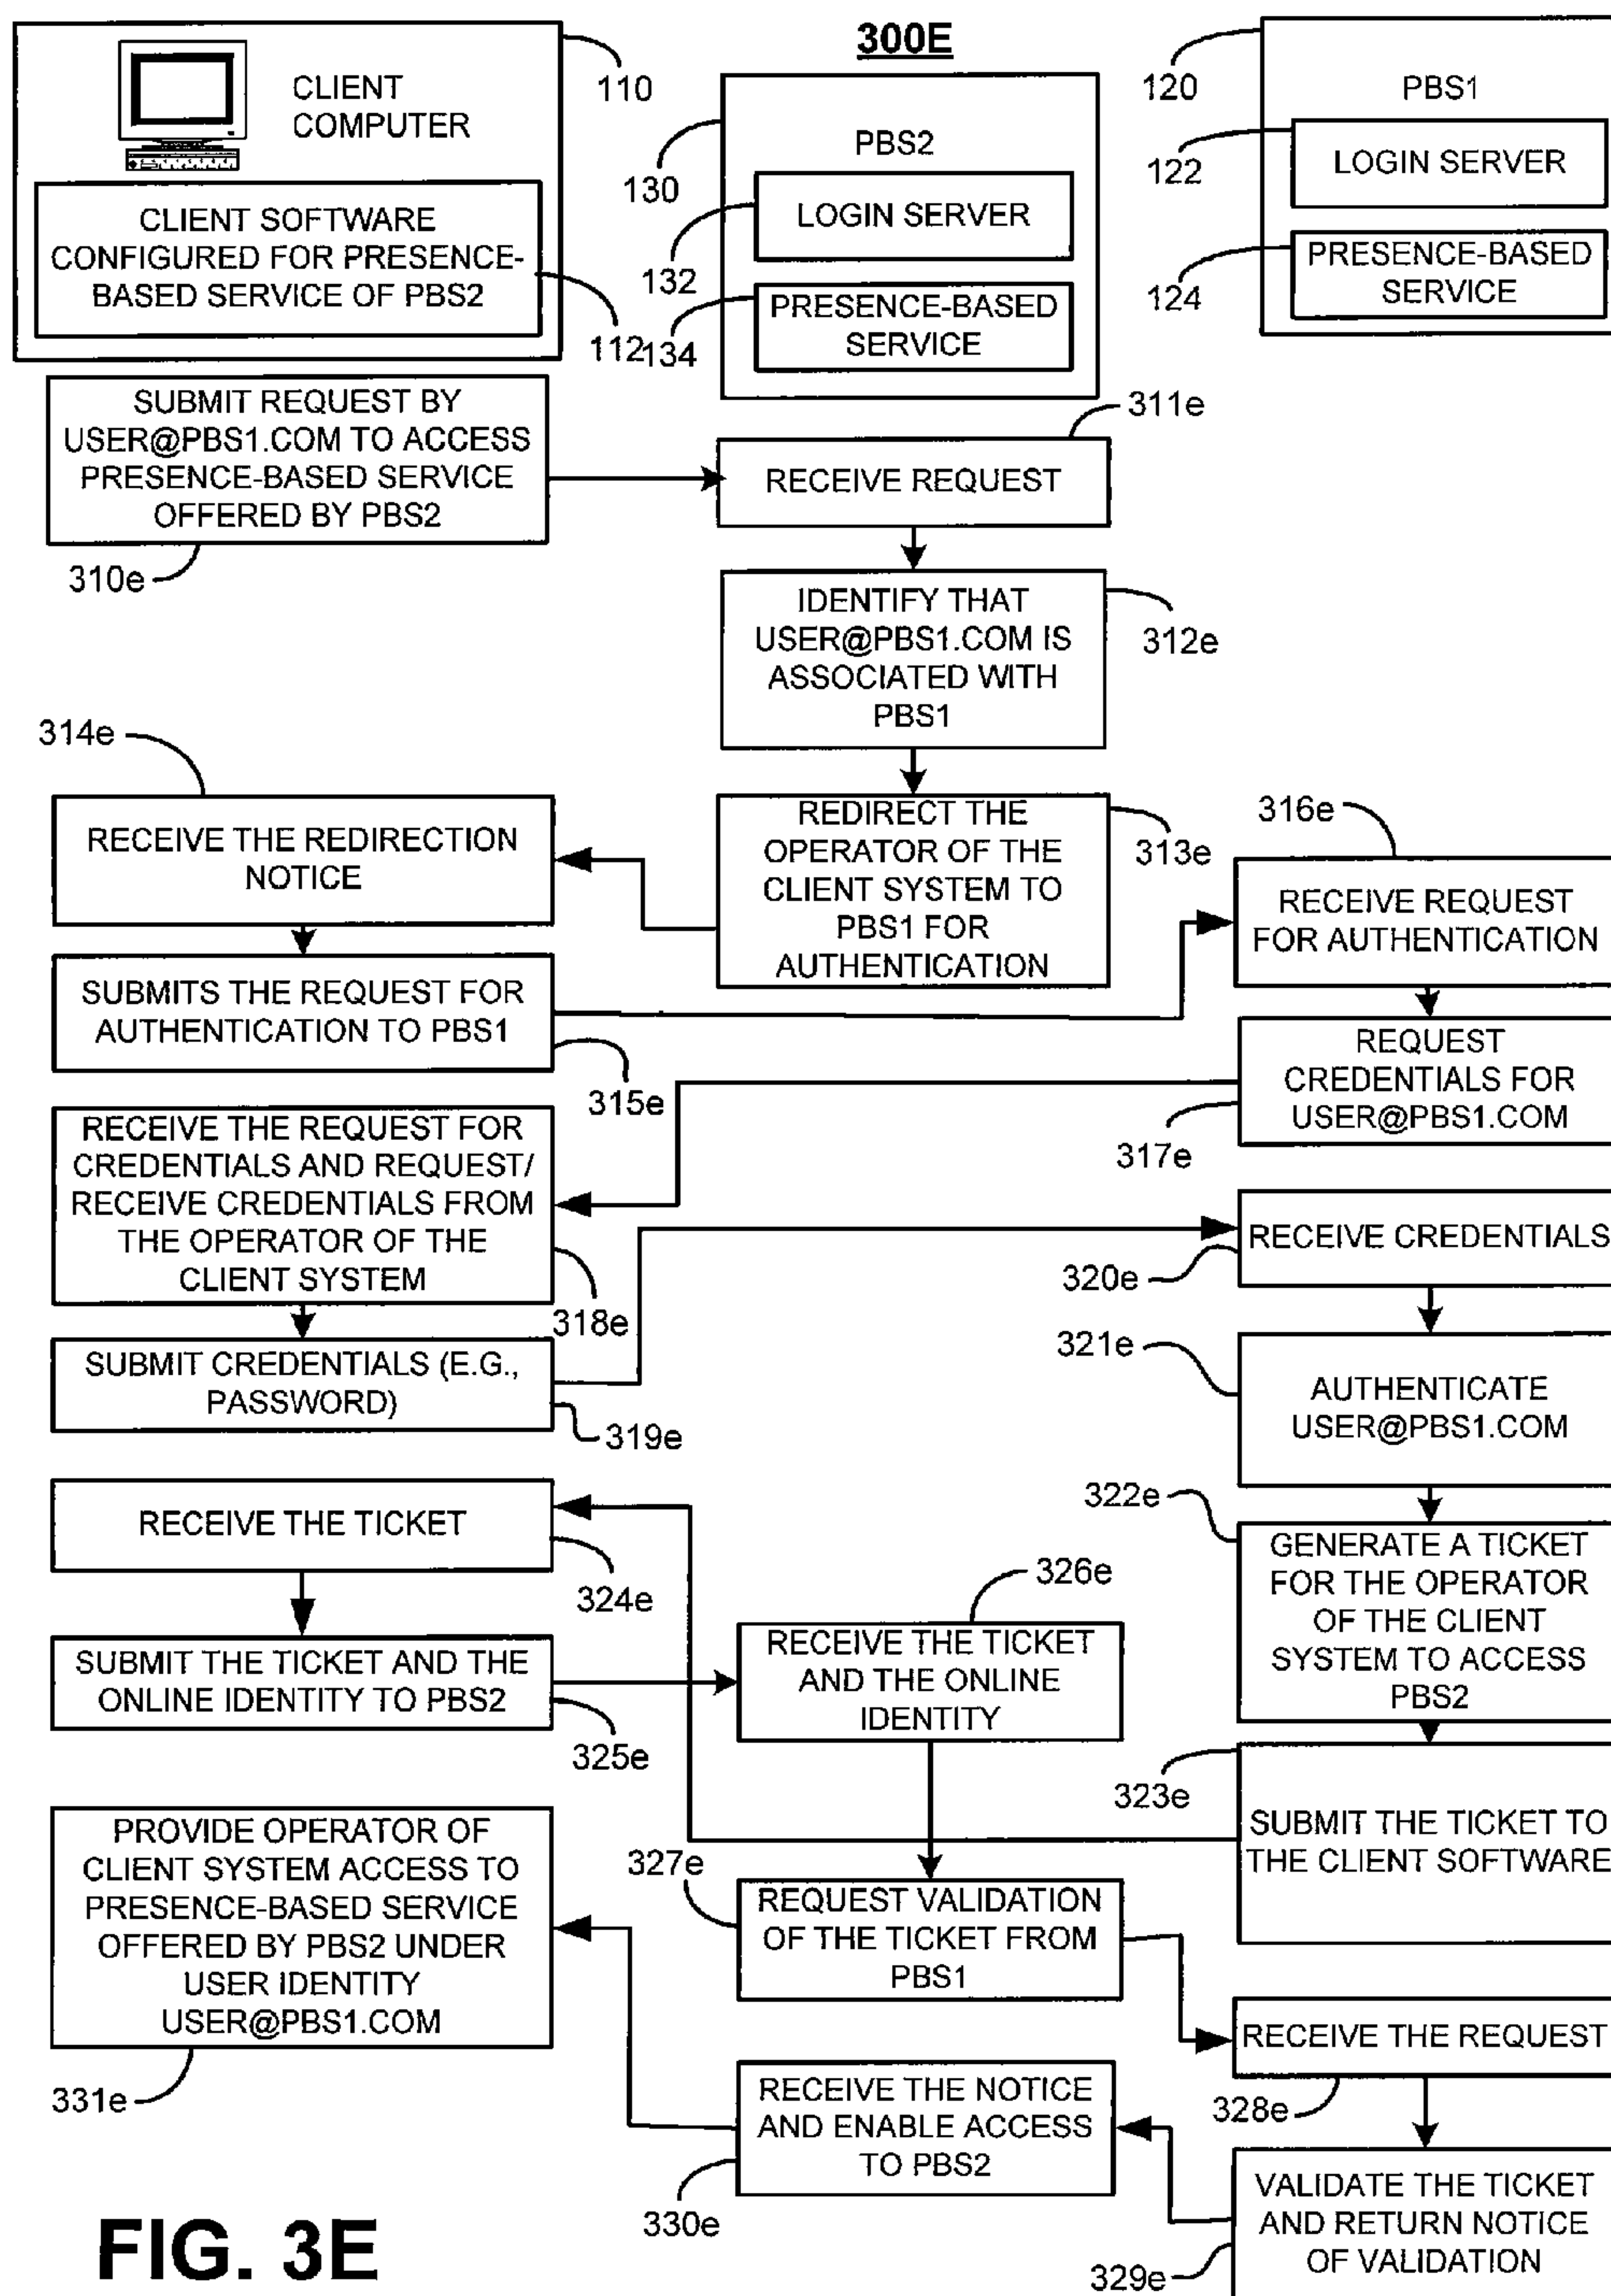 300E
CLIENT
COMPUTER
110
CLIENT SOFTWARE
CONFIGURED FOR PRESENCE-
BASED SERVICE OF PBS2
112
PBS2
130
LOGIN SERVER
132
PRESENCE-BASED
SERVICE
134
120
PBS1
LOGIN SERVER
122
PRESENCE-BASED
SERVICE
124
SUBMIT REQUEST BY
USER@PBS1.COM TO ACCESS
PRESENCE-BASED SERVICE
OFFERED BY PBS2
310e
311e
RECEIVE REQUEST
IDENTIFY THAT
USER@PBS1.COM IS
ASSOCIATED WITH
PBS1
312e
REDIRECT THE
OPERATOR OF THE
CLIENT SYSTEM TO
PBS1 FOR
AUTHENTICATION
313e
314e
RECEIVE THE REDIRECTION
NOTICE
SUBMITS THE REQUEST FOR
AUTHENTICATION TO PBS1
315e
316e
RECEIVE REQUEST
FOR AUTHENTICATION
REQUEST
CREDENTIALS FOR
USER@PBS1.COM
317e
RECEIVE THE REQUEST FOR
CREDENTIALS AND REQUEST/
RECEIVE CREDENTIALS FROM
THE OPERATOR OF THE
CLIENT SYSTEM
318e
SUBMIT CREDENTIALS (E.G.,
PASSWORD)
319e
RECEIVE CREDENTIALS
320e
321e
AUTHENTICATE
USER@PBS1.COM
322e
GENERATE A TICKET
FOR THE OPERATOR
OF THE CLIENT
SYSTEM TO ACCESS
PBS2
323e
SUBMIT THE TICKET TO
THE CLIENT SOFTWARE
RECEIVE THE TICKET
324e
SUBMIT THE TICKET AND THE
ONLINE IDENTITY TO PBS2
325e
326e
RECEIVE THE TICKET
AND THE ONLINE
IDENTITY
327e
REQUEST VALIDATION
OF THE TICKET FROM
PBS1
RECEIVE THE REQUEST
328e
VALIDATE THE TICKET
AND RETURN NOTICE
OF VALIDATION
329e
RECEIVE THE NOTICE
AND ENABLE ACCESS
TO PBS2
330e
PROVIDE OPERATOR OF
CLIENT SYSTEM ACCESS TO
PRESENCE-BASED SERVICE
OFFERED BY PBS2 UNDER
USER IDENTITY
USER@PBS1.COM
331e
FIG. 3E